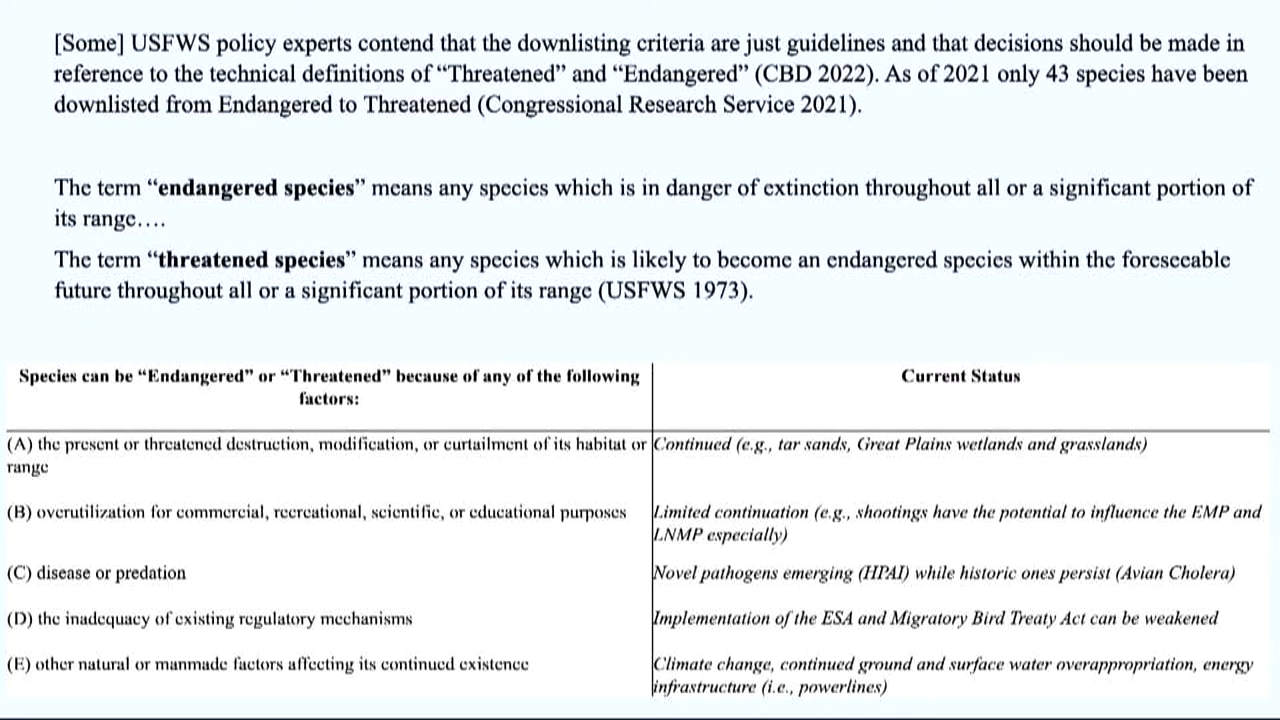 [Some] USFWS policy experts contend that the downlisting criteria are just guidelines and that decisions should be made in
reference to the technical definitions of “Threatened” and “Endangered” (CBD 2022). As of 2021 only 43 species have been
downlisted from Endangered to Threatened (Congressional Research Service 2021).
The term “endangered species” means any species which is in danger of extinction throughout all or a significant portion of
its range….
The term “threatened species” means any species which is likely to become an endangered species within the foreseeable
future throughout all or a significant portion of its range (USFWS 1973).
Species can be “Endangered” or “Threatened” because of any of the following
factors:
Current Status
(A) the present or threatened destruction, modification, or curtailment of its habitat or
range
Continued (e.g., tar sands, Great Plains wetlands and grasslands)
(B) overutilization for commercial, recreational, scientific, or educational purposes
Limited continuation (e.g., shootings have the potential to influence the EMP and
LNMP especially)
(C) disease or predation
Novel pathogens emerging (HPAI) while historic ones persist (Avian Cholera)
(D) the inadequacy of existing regulatory mechanisms
Implementation of the ESA and Migratory Bird Treaty Act can be weakened
(E) other natural or manmade factors affecting its continued existence
Climate change, continued ground and surface water overappropriation, energy
infrastructure (i.e., powerlines)